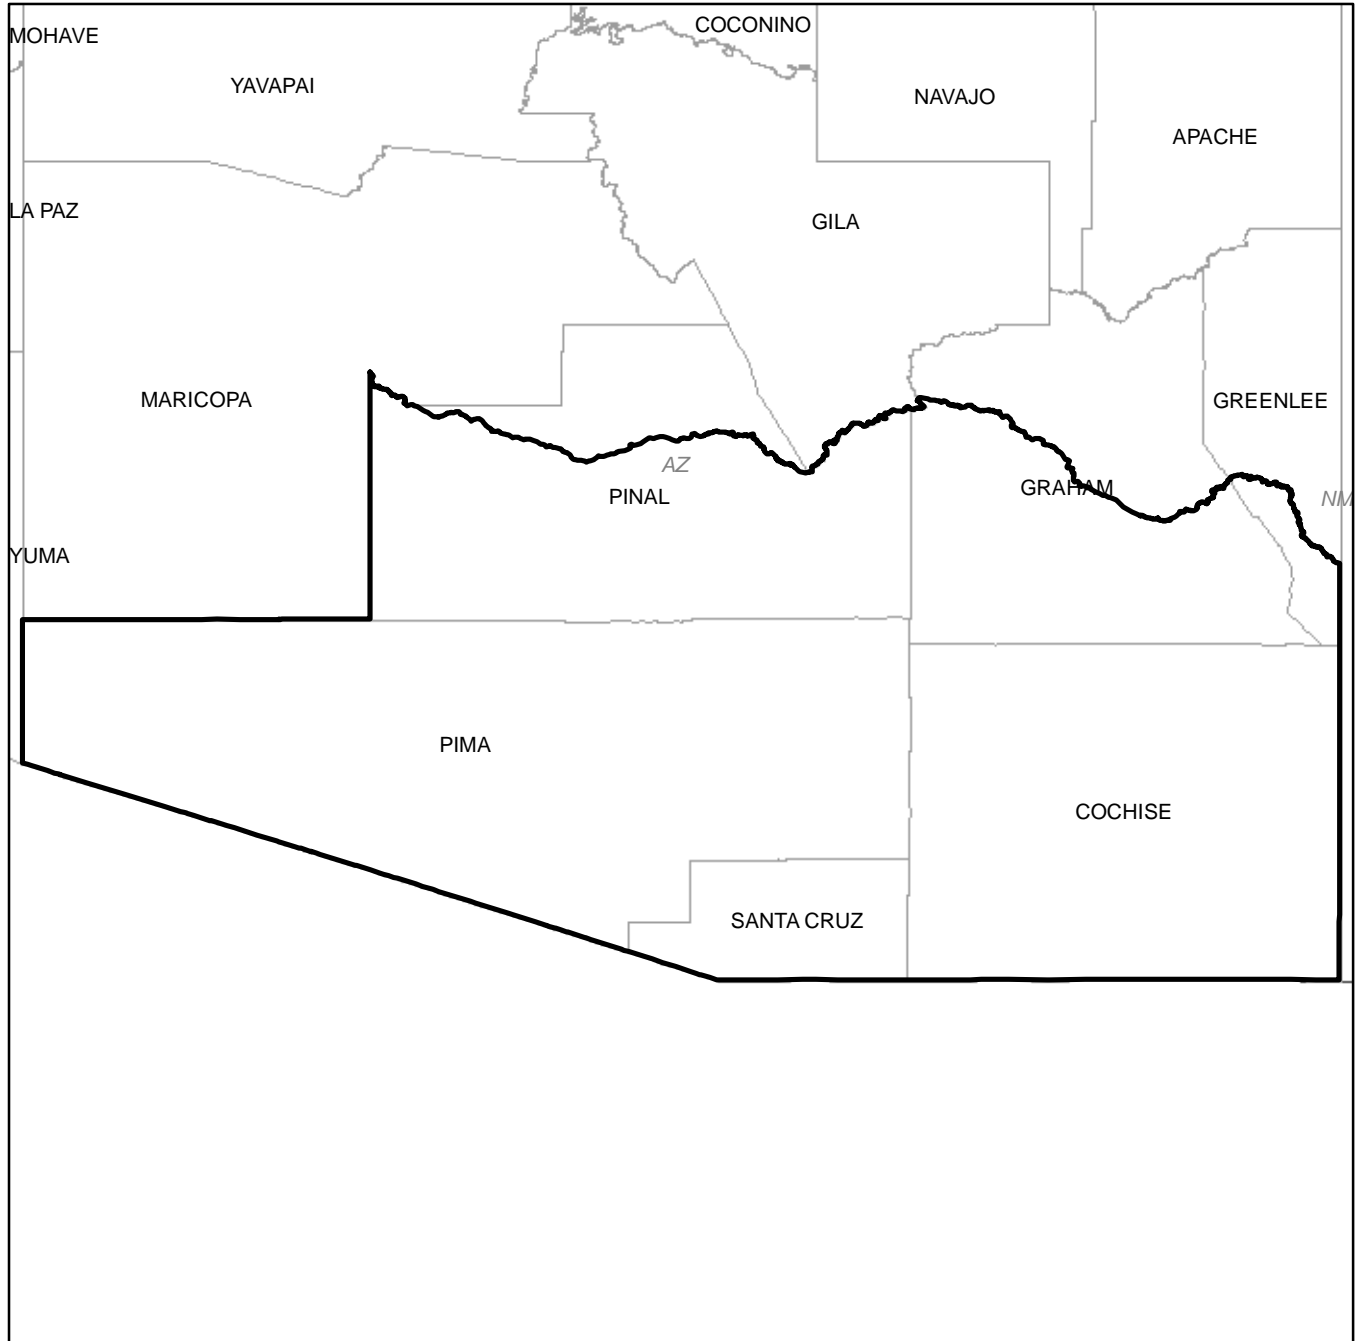 COCONINO
MOHAVE
YAVAPAI
NAVAJO
APACHE
LA PAZ
GILA
MARICOPA
GREENLEE
AZ
PINAL
GRAHAM
NM
YUMA
PIMA
COCHISE
SANTA CRUZ